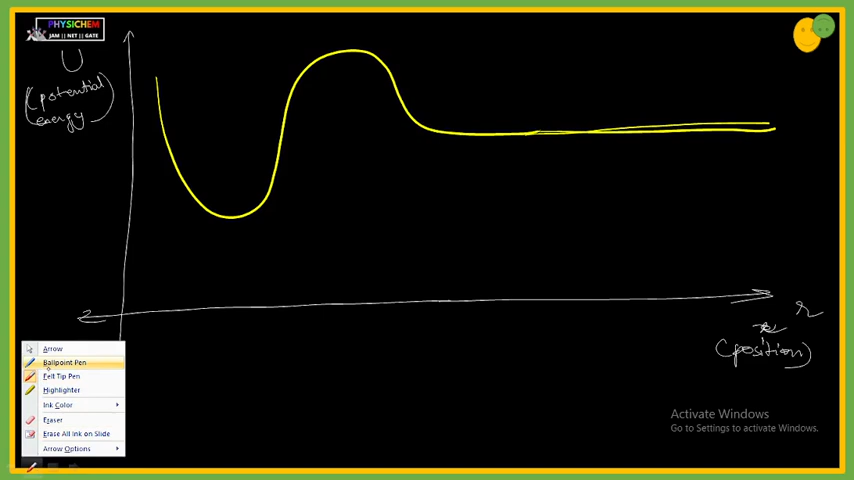 PHYSICHEM
JAM || NET || GATE
U
(potential
energy)
r
(position)
Arrow
Ballpoint Pen
Felt Tip Pen
Highlighter
Ink Color
Eraser
Erase All Ink on Slide
Arrow Options
Activate Windows
Go to Settings to activate Windows.